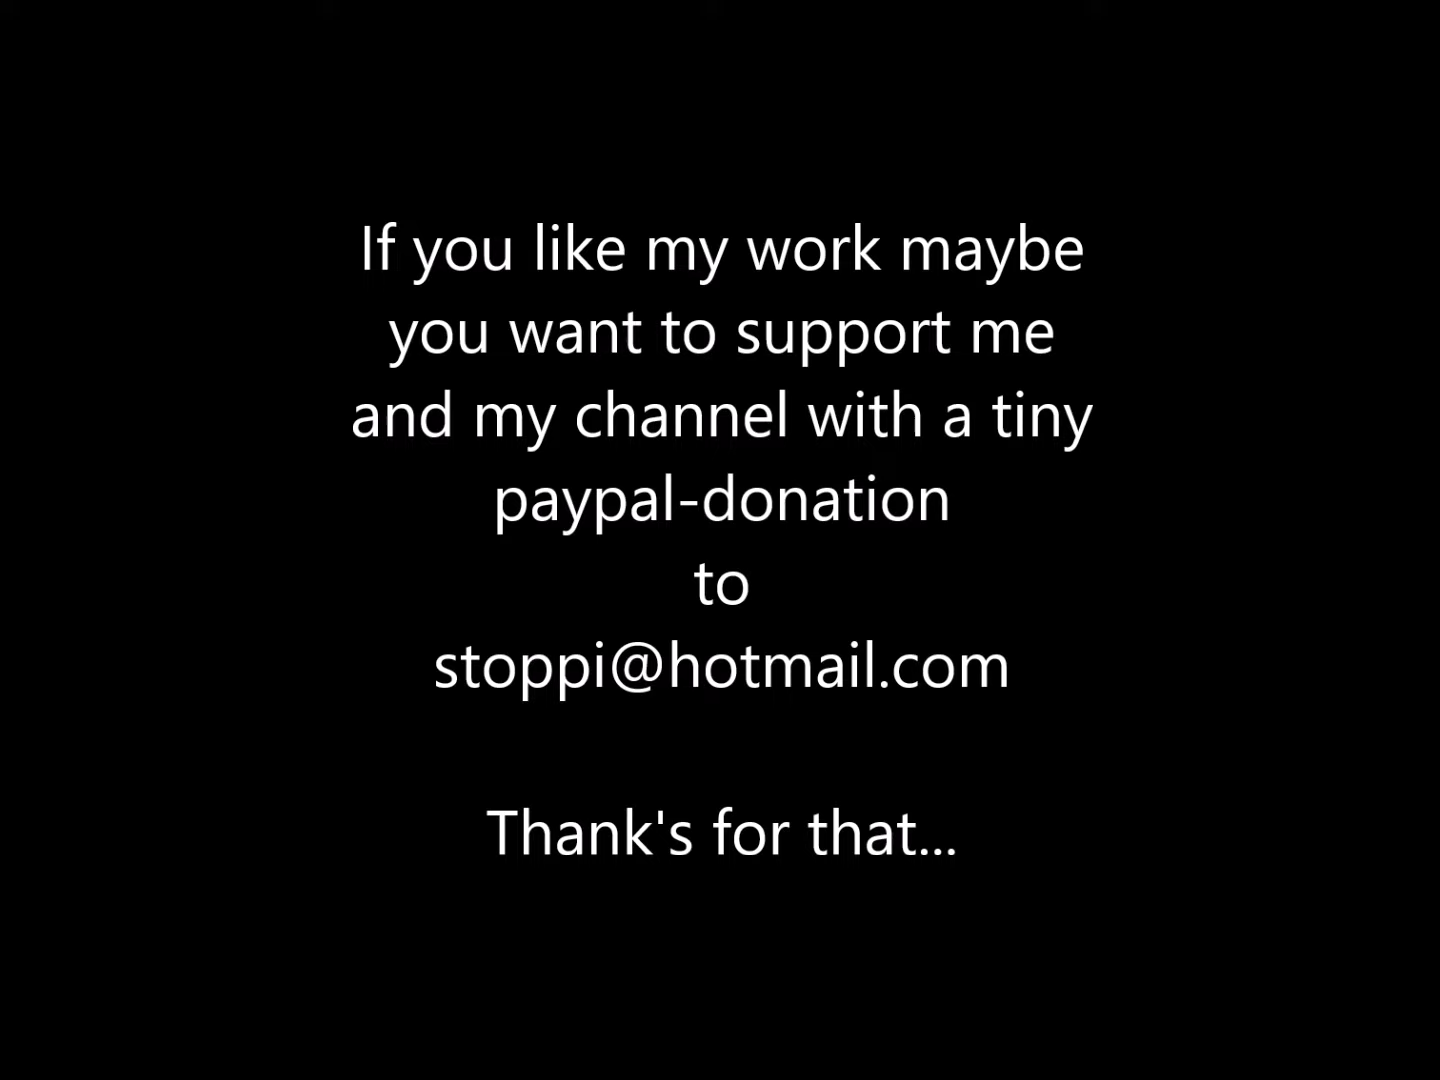 If you like my work maybe
you want to support me
and my channel with a tiny
paypal-donation
to
stoppi@hotmail.com
Thank's for that...